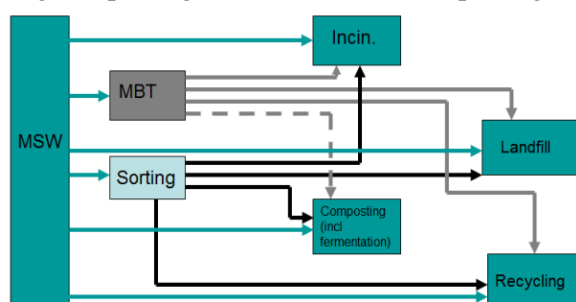 Incin.
MBT
MSW
Landfill
Sorting
Composting
(incl
fermentation)
Recycling